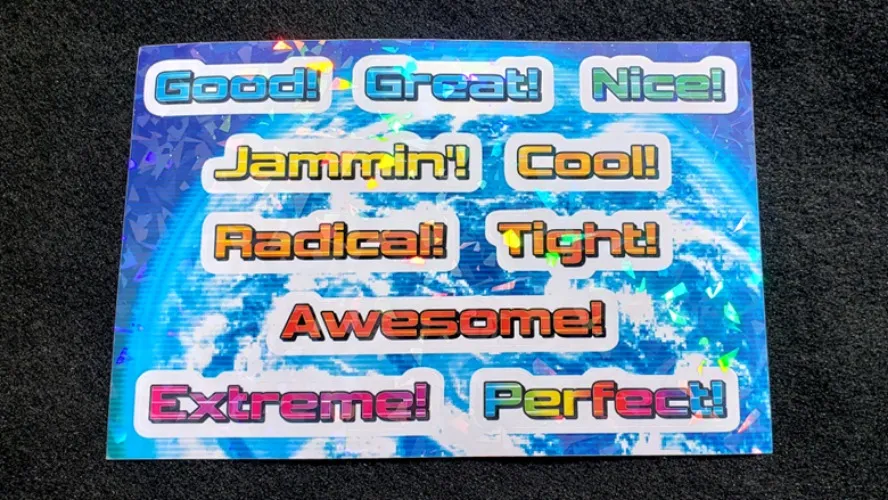 Good! Great! Nice!
Jammin'! Cool!
Radical! Tight!
Awesome!
Extreme! Perfect!